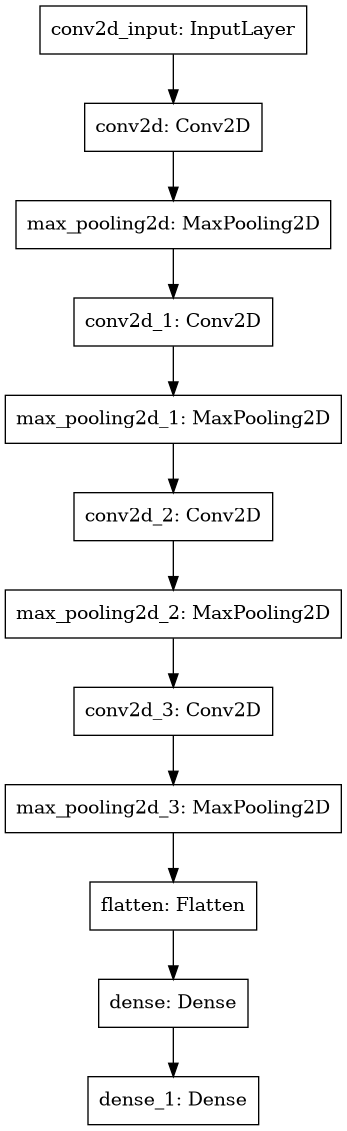 conv2d_input: InputLayer
conv2d: Conv2D
max_pooling2d: MaxPooling2D
conv2d_1: Conv2D
max_pooling2d_1: MaxPooling2D
conv2d_2: Conv2D
max_pooling2d_2: MaxPooling2D
conv2d_3: Conv2D
max_pooling2d_3: MaxPooling2D
flatten: Flatten
dense: Dense
dense_1: Dense